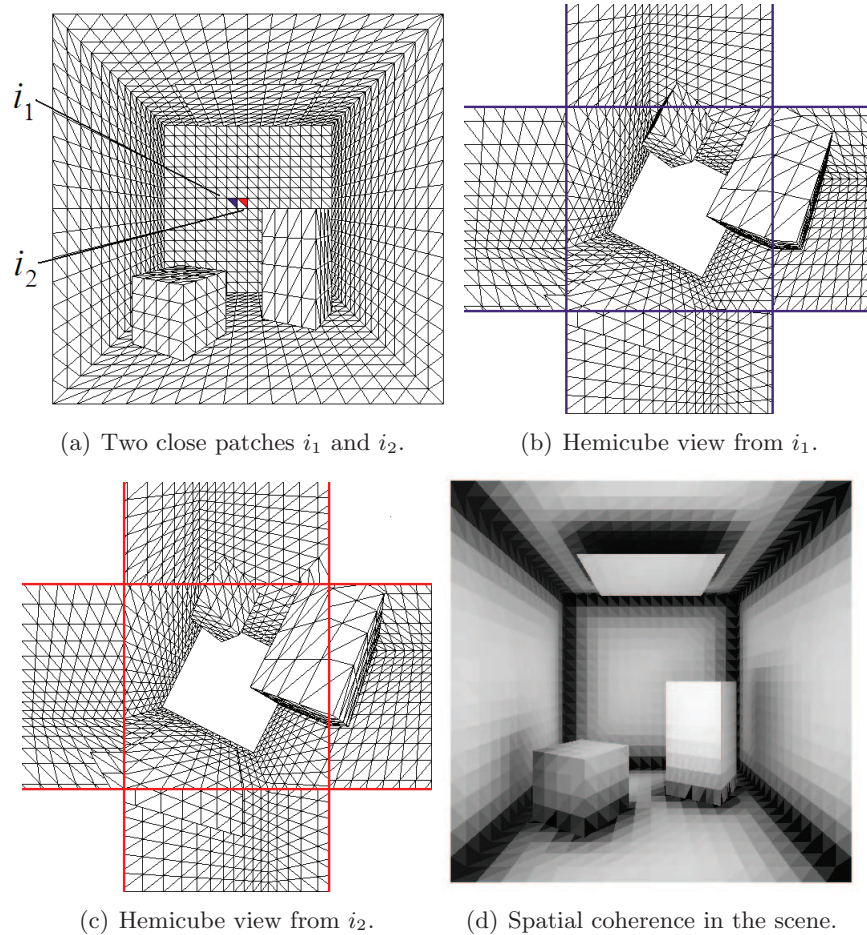 i₁
i₂
(a) Two close patches i₁ and i₂.
(b) Hemicube view from i₁.
(c) Hemicube view from i₂.
(d) Spatial coherence in the scene.